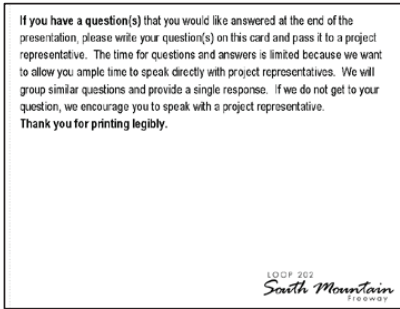 If you have a question(s) that you would like answered at the end of the
presentation, please write your question(s) on this card and pass it to a project
representative. The time for questions and answers is limited because we want
to allow you ample time to speak directly with project representatives. We will
group similar questions and provide a single response. If we do not get to your
question, we encourage you to speak with a project representative.
Thank you for printing legibly.
LOOP 202
South Mountain
Freeway